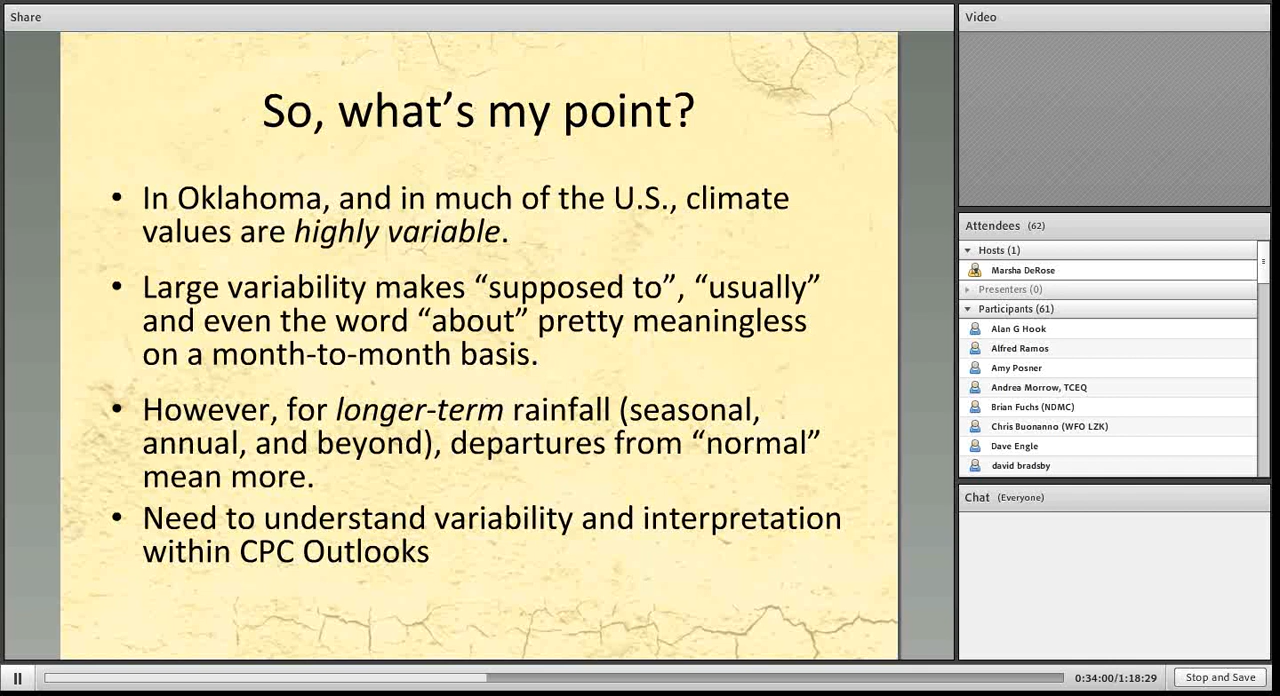 Share
So, what's my point?
• In Oklahoma, and in much of the U.S., climate
values are highly variable.
• Large variability makes “supposed to”, “usually”
and even the word “about” pretty meaningless
on a month-to-month basis.
• However, for longer-term rainfall (seasonal,
annual, and beyond), departures from “normal”
mean more.
• Need to understand variability and interpretation
within CPC Outlooks
Video
Attendees (62)
Hosts (1)
Marsha DeRose
Presenters (0)
Participants (61)
Alan G Hook
Alfred Ramos
Amy Posner
Andrea Morrow, TCEQ
Brian Fuchs (NDMC)
Chris Buonanno (WFO LZK)
Dave Engle
david bradsby
Chat (Everyone)
0:34:00/1:18:29
Stop and Save